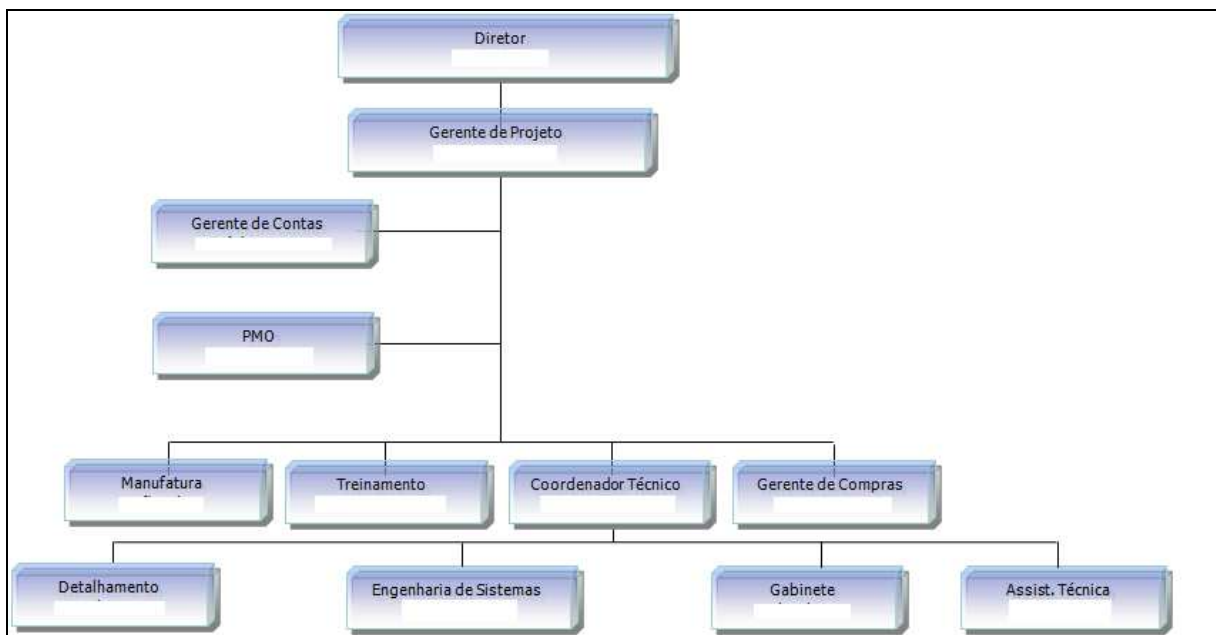 Diretor
Gerente de Projeto
Gerente de Contas
PMO
Manufatura
Treinamento
Coordenador Técnico
Gerente de Compras
Detalhamento
Engenharia de Sistemas
Gabinete
Assist. Técnica